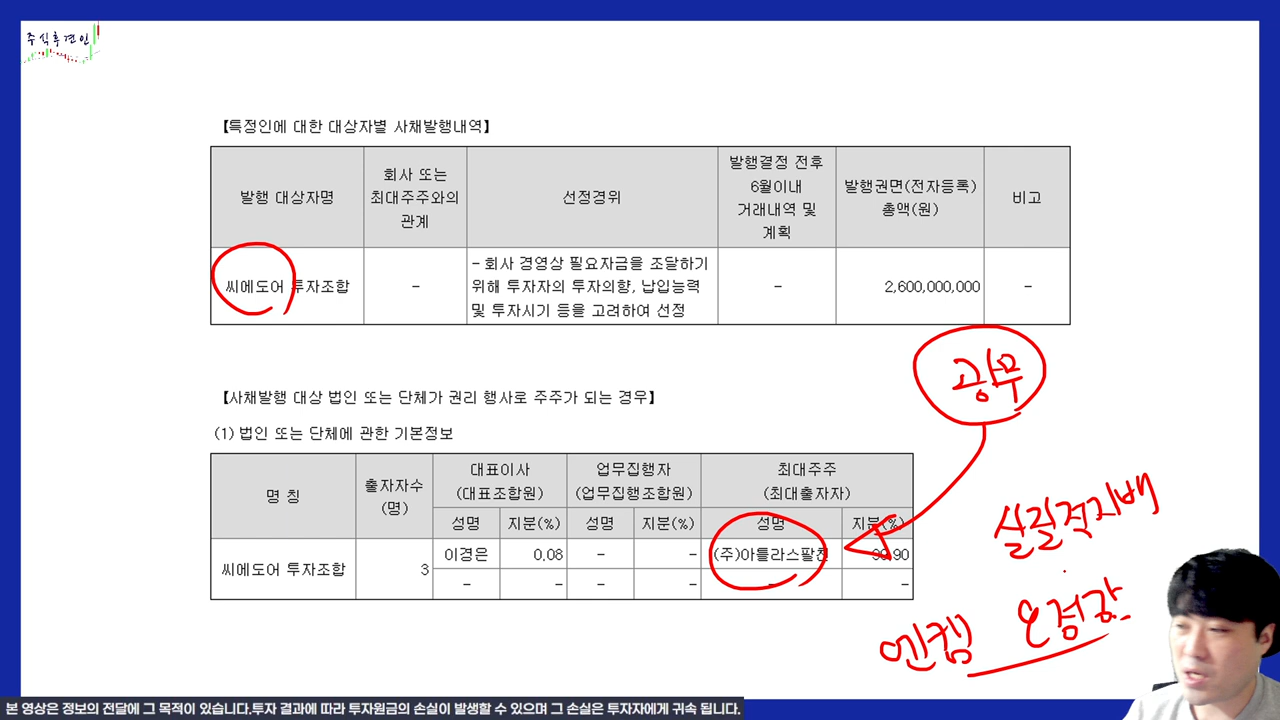 주식후견인
【특정인에 대한 대상자별 사채발행내역】
발행 대상자명
회사 또는
최대주주와의
관계
선정경위
발행결정 전후
6월이내
거래내역 및
계획
발행권면(전자등록)
총액(원)
비고
씨에도어 투자조합
-
- 회사 경영상 필요자금을 조달하기
위해 투자자의 투자의향, 납입능력
및 투자시기 등을 고려하여 선정
-
2,600,000,000
-
광무
【사채발행 대상 법인 또는 단체가 권리 행사로 주주가 되는 경우】
(1) 법인 또는 단체에 관한 기본정보
명 칭
출자자수
(명)
대표이사
(대표조합원)
업무집행자
(업무집행조합원)
최대주주
(최대출자자)
성명 지분(%) 성명 지분(%) 성명 지분(%)
씨에도어 투자조합 3
이경은 0.08 - - (주)아틀라스팔천
- - - - - -
실질적지배
엔켐 오정강
본 영상은 정보의 전달에 그 목적이 있습니다.투자 결과에 따라 투자원금의 손실이 발생할 수 있으며 그 손실은 투자자에게 귀속 됩니다.